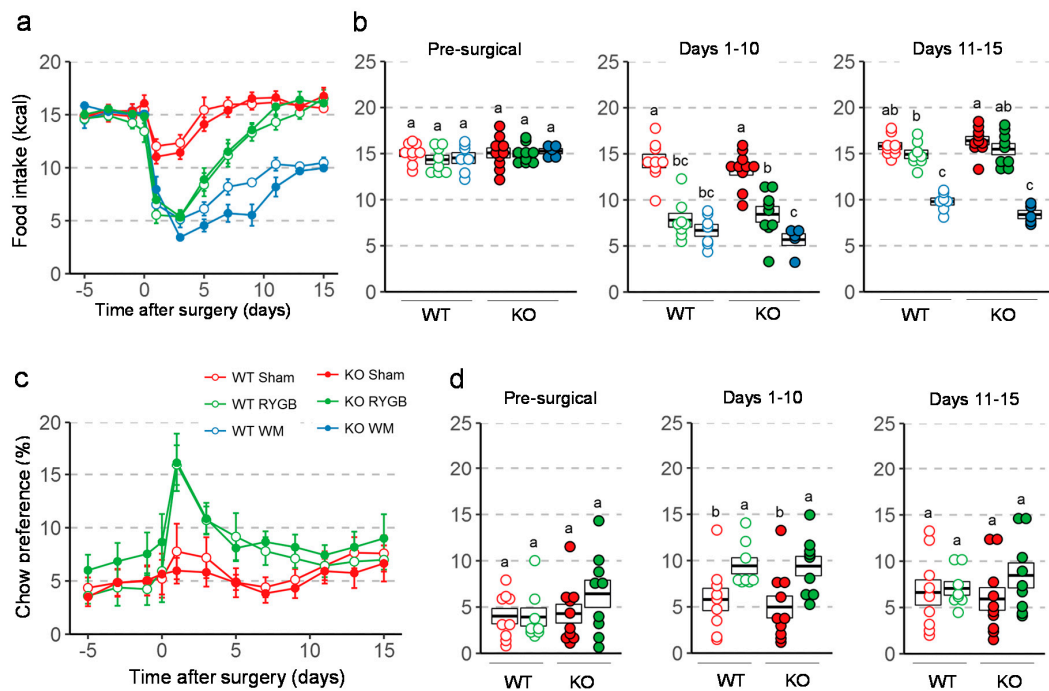 a
Food intake (kcal)
20
15
10
5
0
-5 0 5 10 15
Time after surgery (days)
b
Pre-surgical
25
20
15
10
5
0
a a a a a a
WT KO
Days 1-10
25
20
15
10
5
0
a bc bc a b c
WT KO
Days 11-15
25
20
15
10
5
0
ab b c a ab c
WT KO
c
WT Sham KO Sham
WT RYGB KO RYGB
WT WM KO WM
Chow preference (%)
20
15
10
5
0
-5 0 5 10 15
Time after surgery (days)
d
Pre-surgical
25
20
15
10
5
0
a a a a
WT KO
Days 1-10
25
20
15
10
5
0
b a b a
WT KO
Days 11-15
25
20
15
10
5
0
a a a a
WT KO